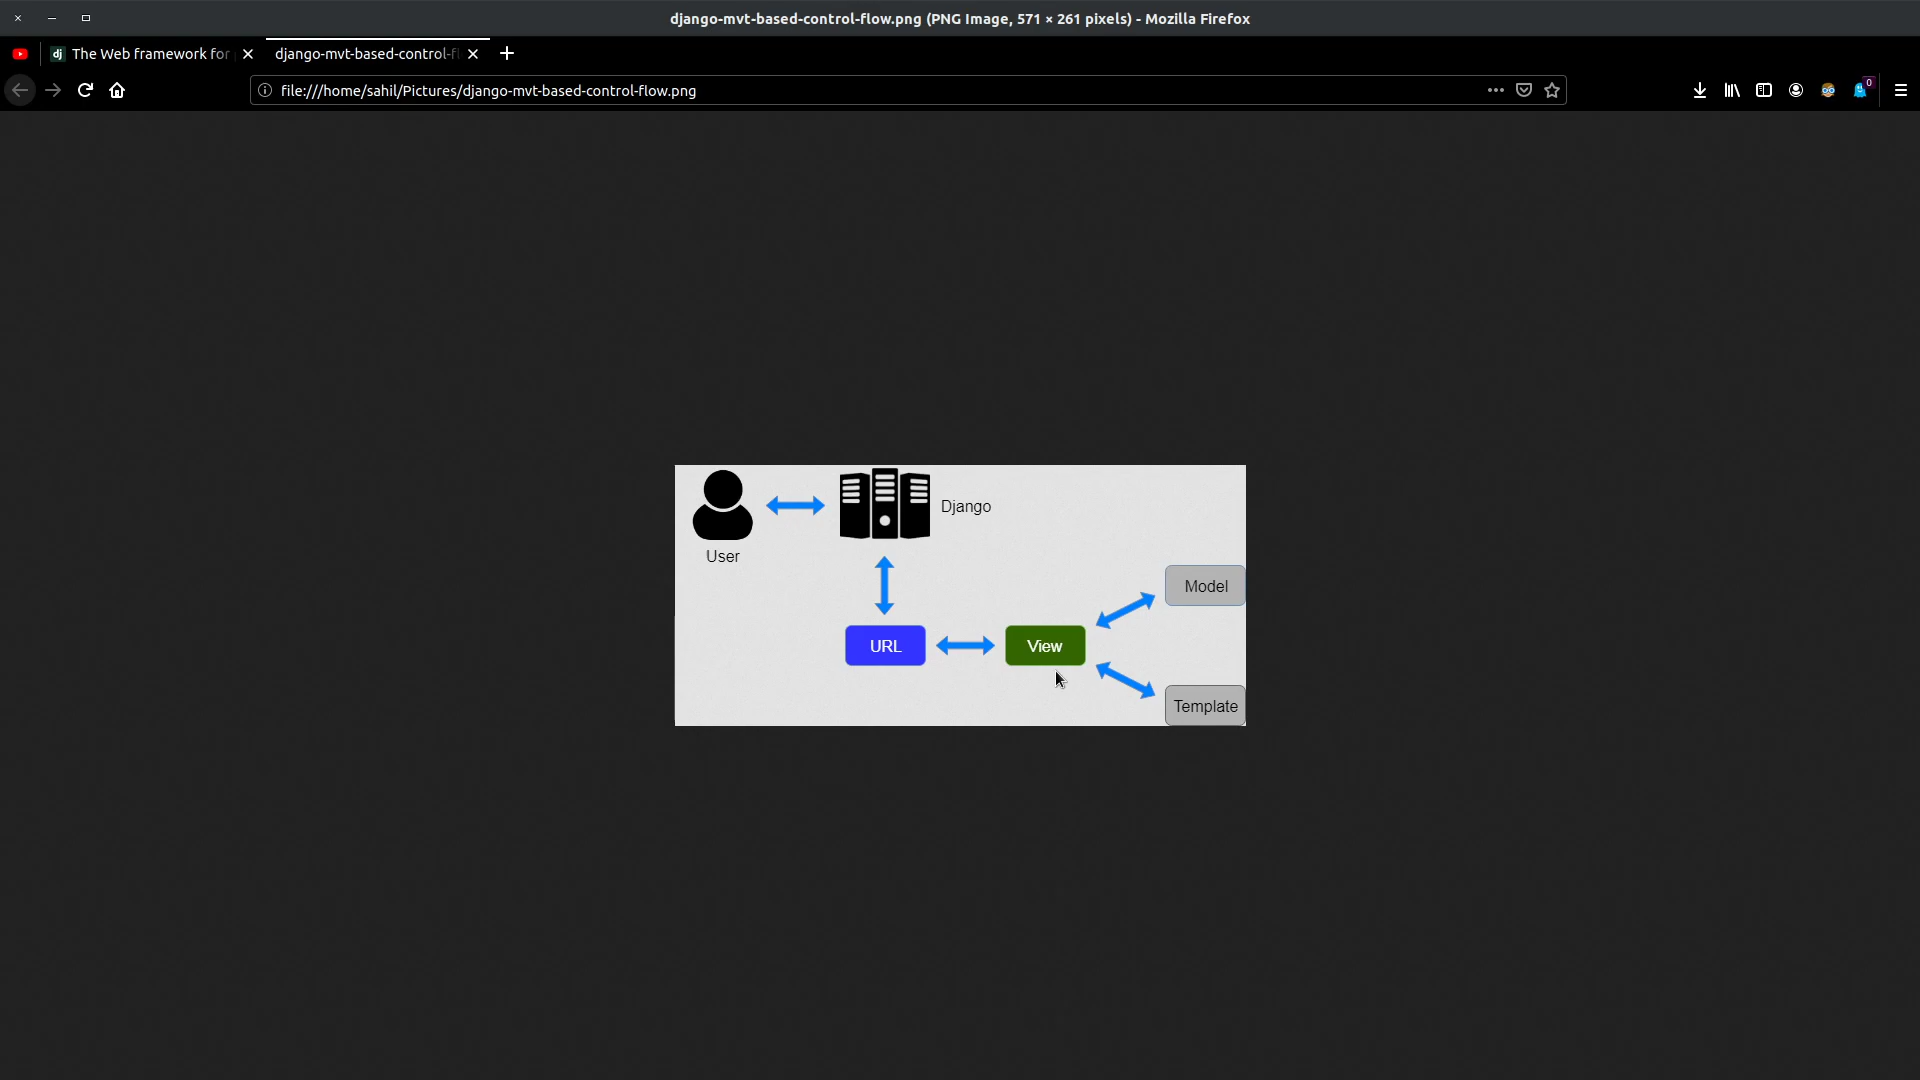 django-mvt-based-control-flow.png (PNG Image, 571 × 261 pixels) - Mozilla Firefox
dj The Web framework for
django-mvt-based-control-fl
file:///home/sahil/Pictures/django-mvt-based-control-flow.png
0
Django
User
Model
URL
View
Template